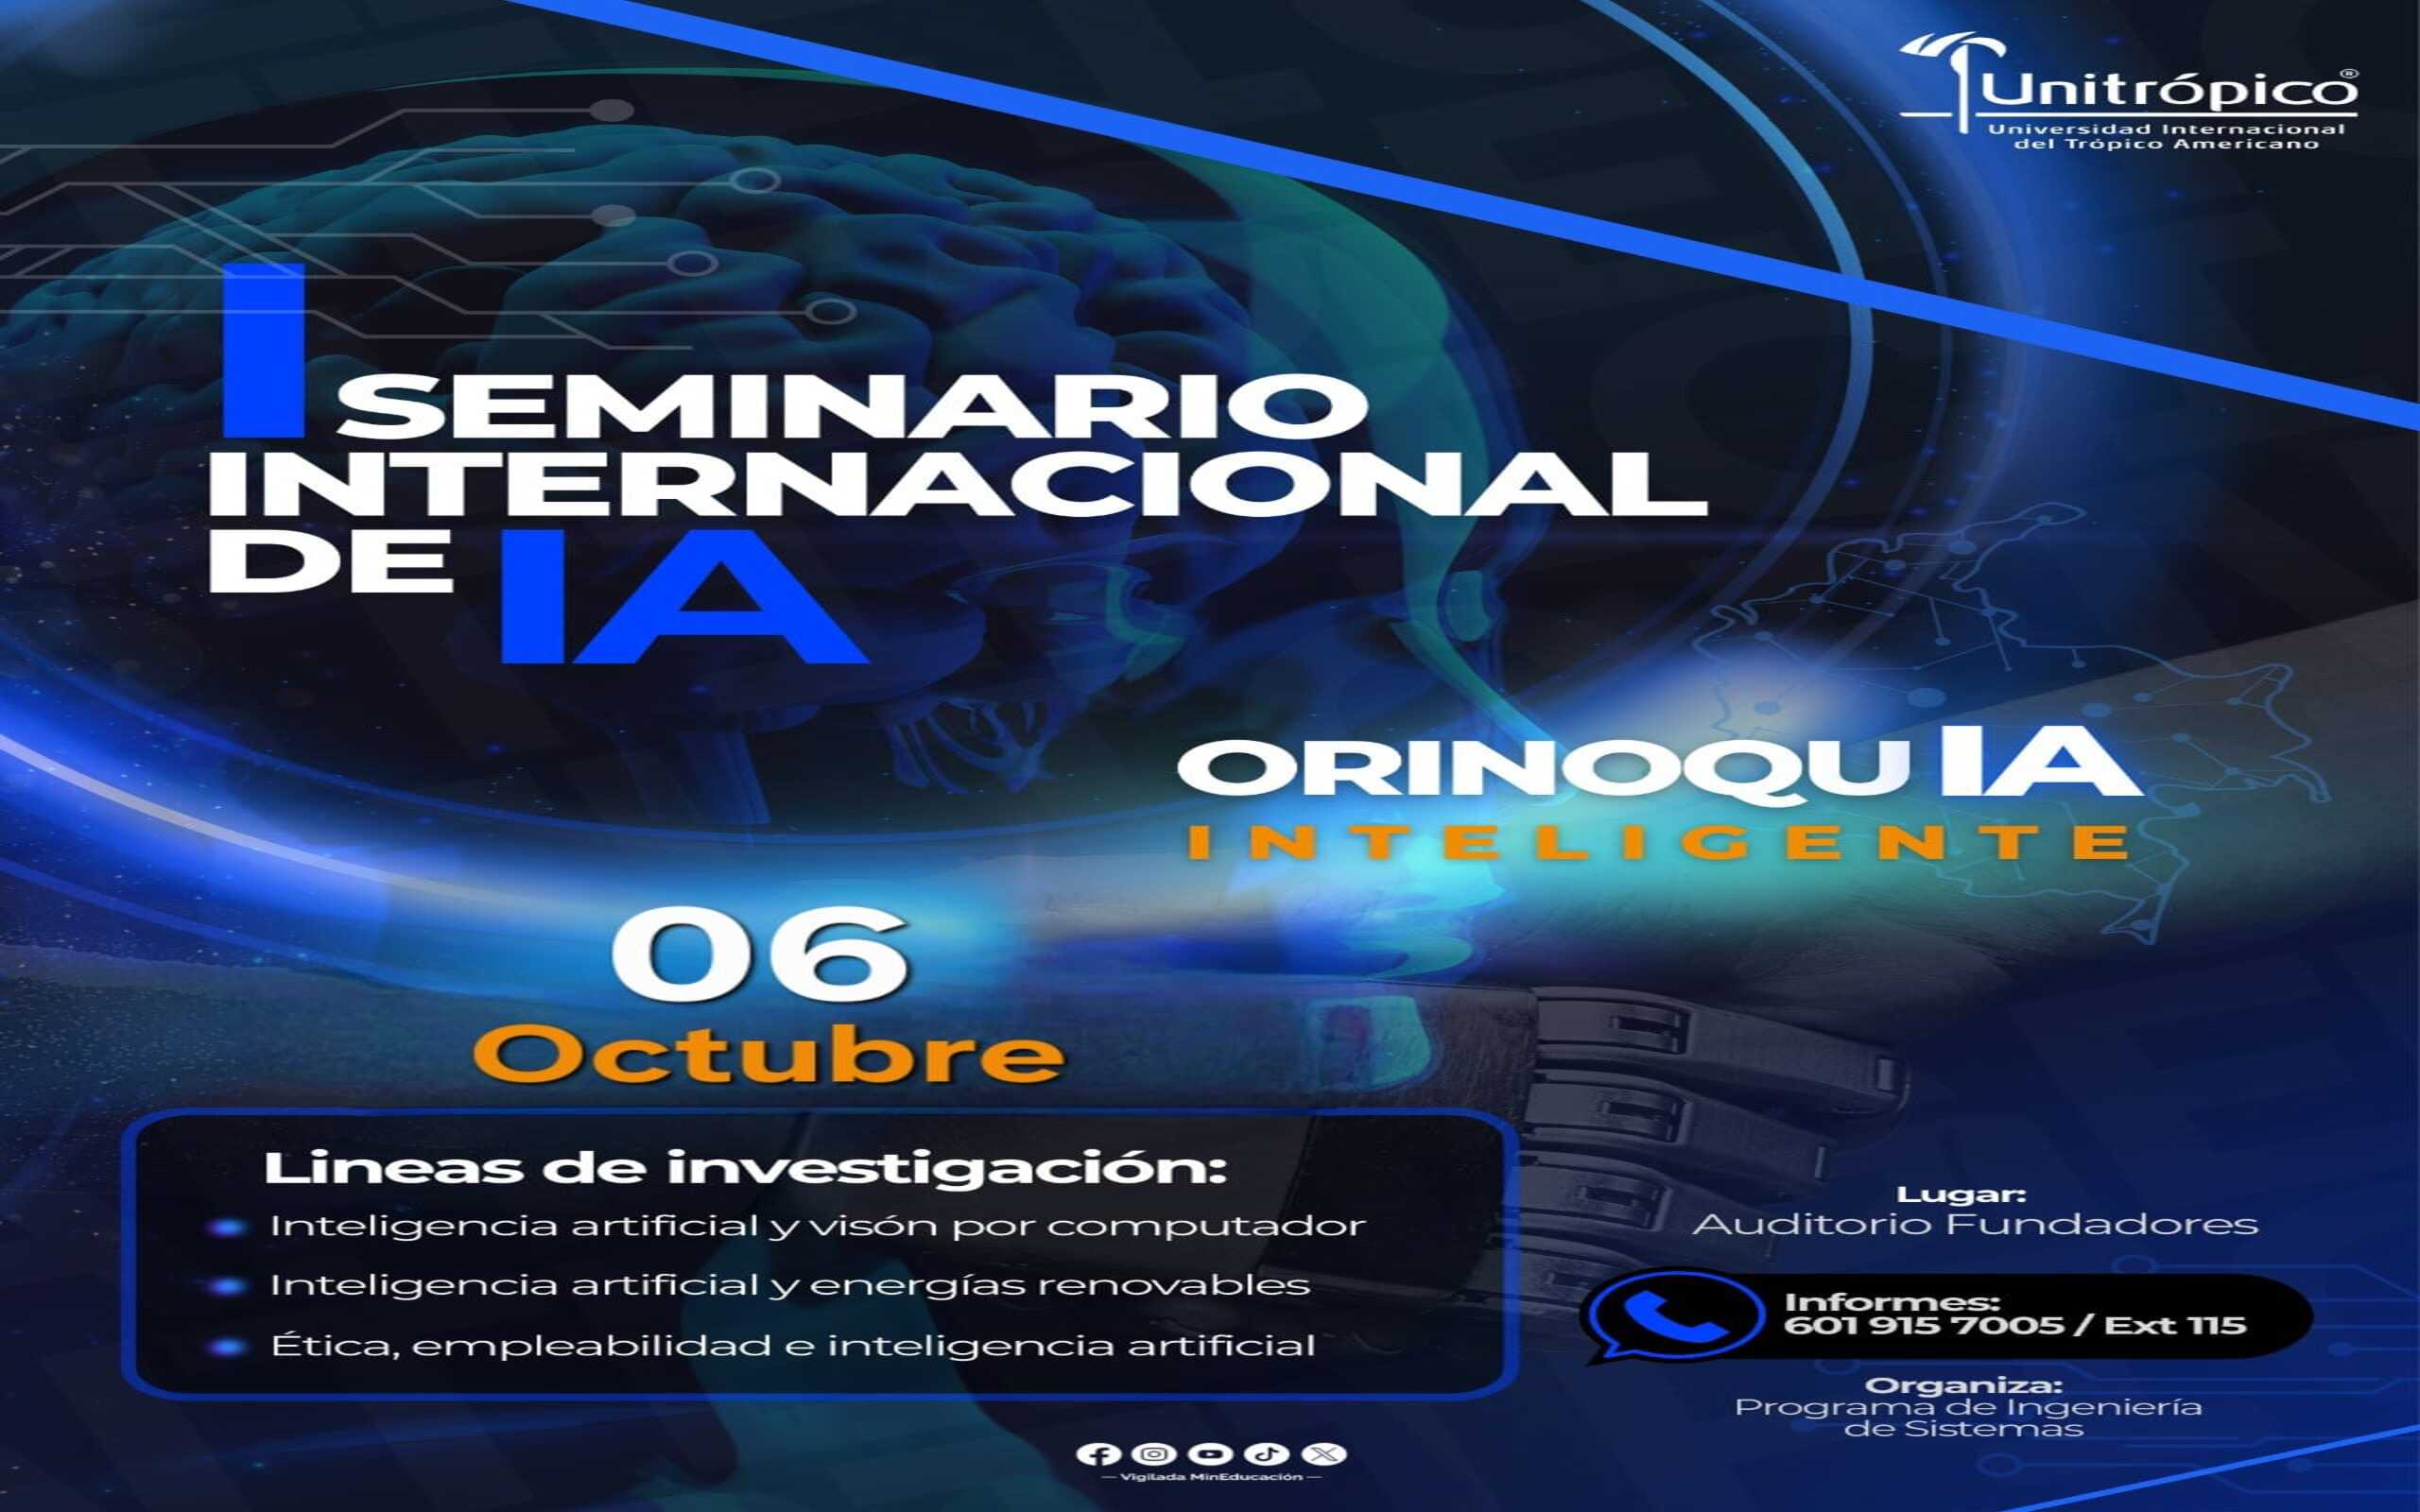 Unitrópico®
Universidad Internacional
del Trópico Americano
I SEMINARIO
INTERNACIONAL
DE IA
ORINOQUIA
INTELIGENTE
06
Octubre
Lineas de investigación:
Inteligencia artificial y visón por computador
Inteligencia artificial y energías renovables
Ética, empleabilidad e inteligencia artificial
Lugar:
Auditorio Fundadores
Informes:
601 915 7005 / Ext 115
Organiza:
Programa de Ingeniería
de Sistemas
— Vigilada MinEducación —